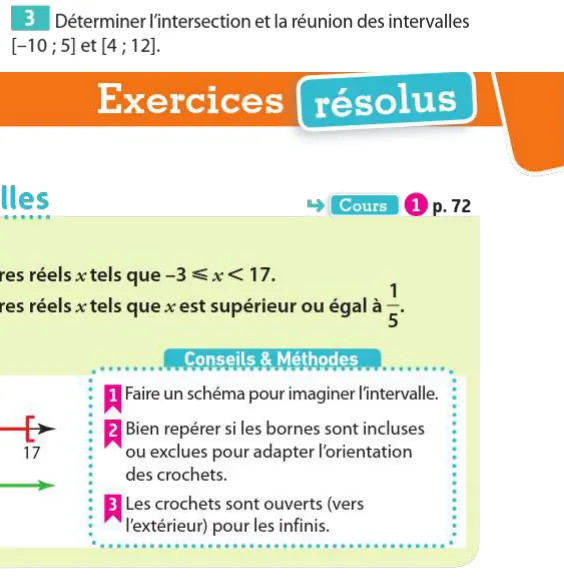 3 Déterminer l'intersection et la réunion des intervalles
[–10 ; 5] et [4 ; 12].
Exercices résolus
lles
Cours 1 p. 72
res réels x tels que –3 ⩽ x < 17.
res réels x tels que x est supérieur ou égal à 1/5.
Conseils & Méthodes
1 Faire un schéma pour imaginer l'intervalle.
2 Bien repérer si les bornes sont incluses
ou exclues pour adapter l'orientation
des crochets.
3 Les crochets sont ouverts (vers
l'extérieur) pour les infinis.
[
17